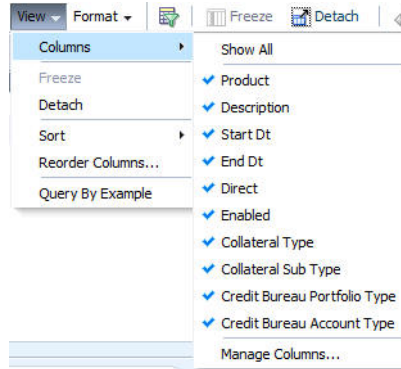 View Format Freeze Detach
Columns
Freeze
Detach
Sort
Reorder Columns...
Query By Example
Show All
Product
Description
Start Dt
End Dt
Direct
Enabled
Collateral Type
Collateral Sub Type
Credit Bureau Portfolio Type
Credit Bureau Account Type
Manage Columns...